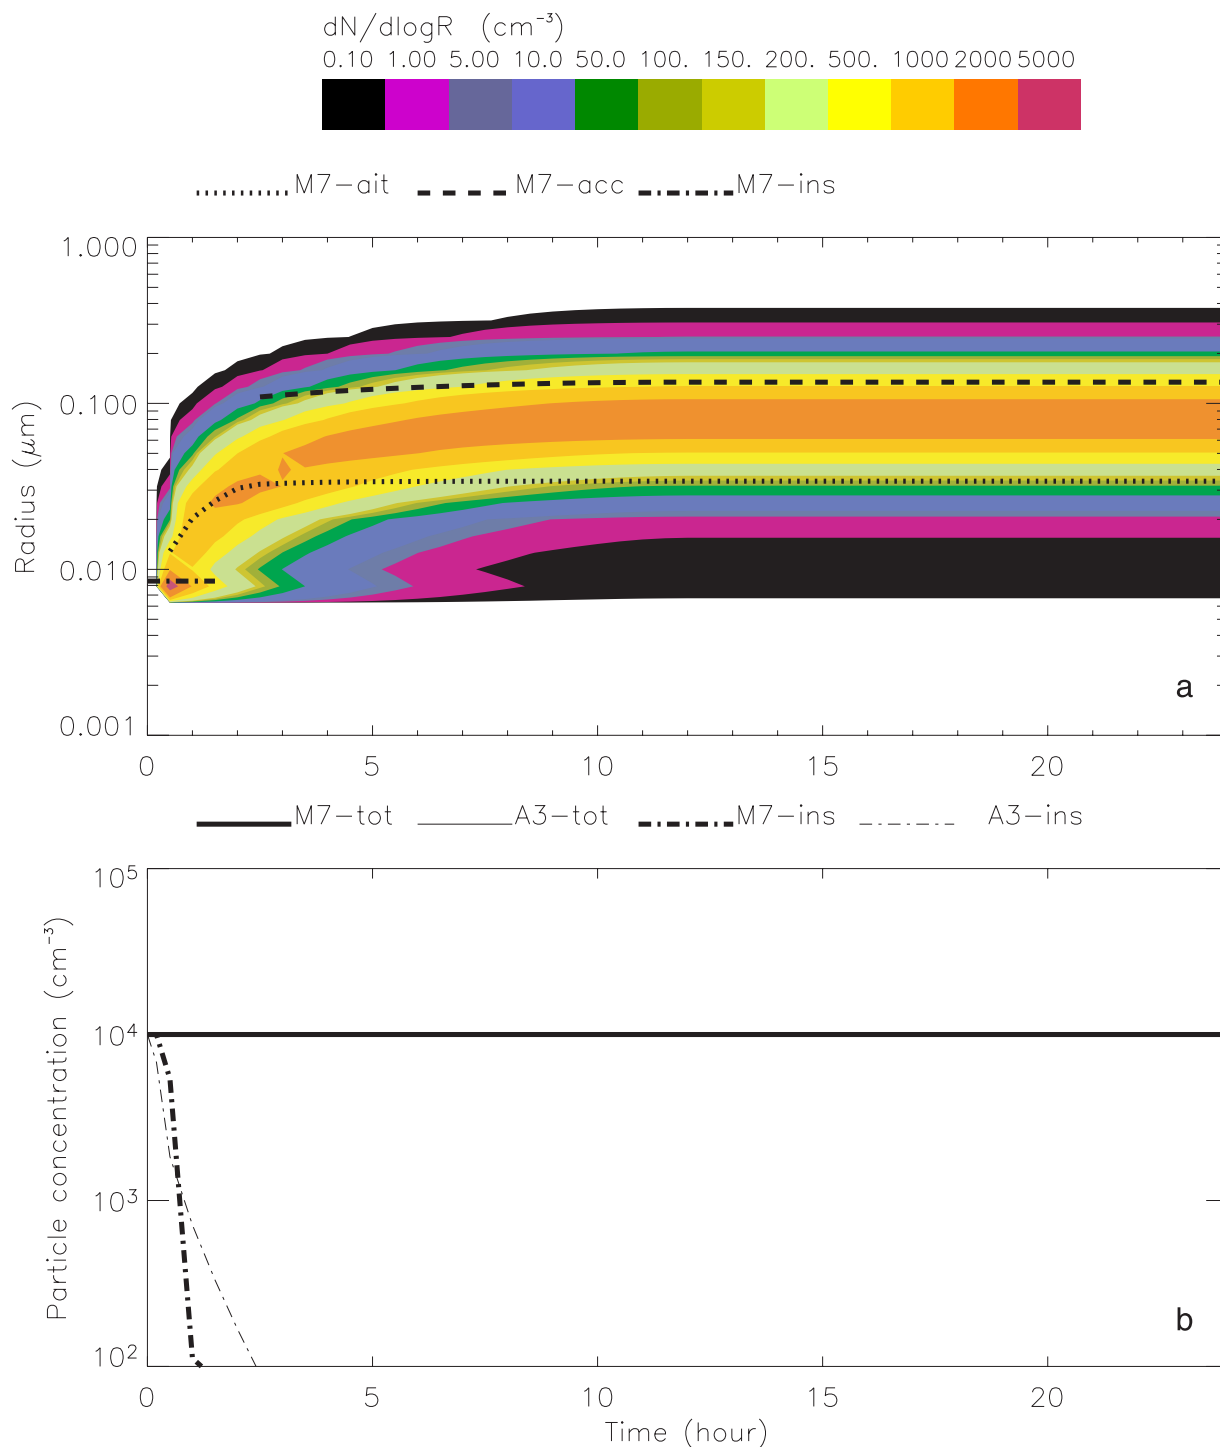 dN/dlogR (cm⁻³)
0.10 1.00 5.00 10.0 50.0 100. 150. 200. 500. 1000 2000 5000
M7-ait M7-acc M7-ins
1.000
0.100
0.010
0.001
Radius (μm)
a
0 5 10 15 20
M7-tot A3-tot M7-ins A3-ins
10⁵
10⁴
10³
10²
Particle concentration (cm⁻³)
b
0 5 10 15 20
Time (hour)